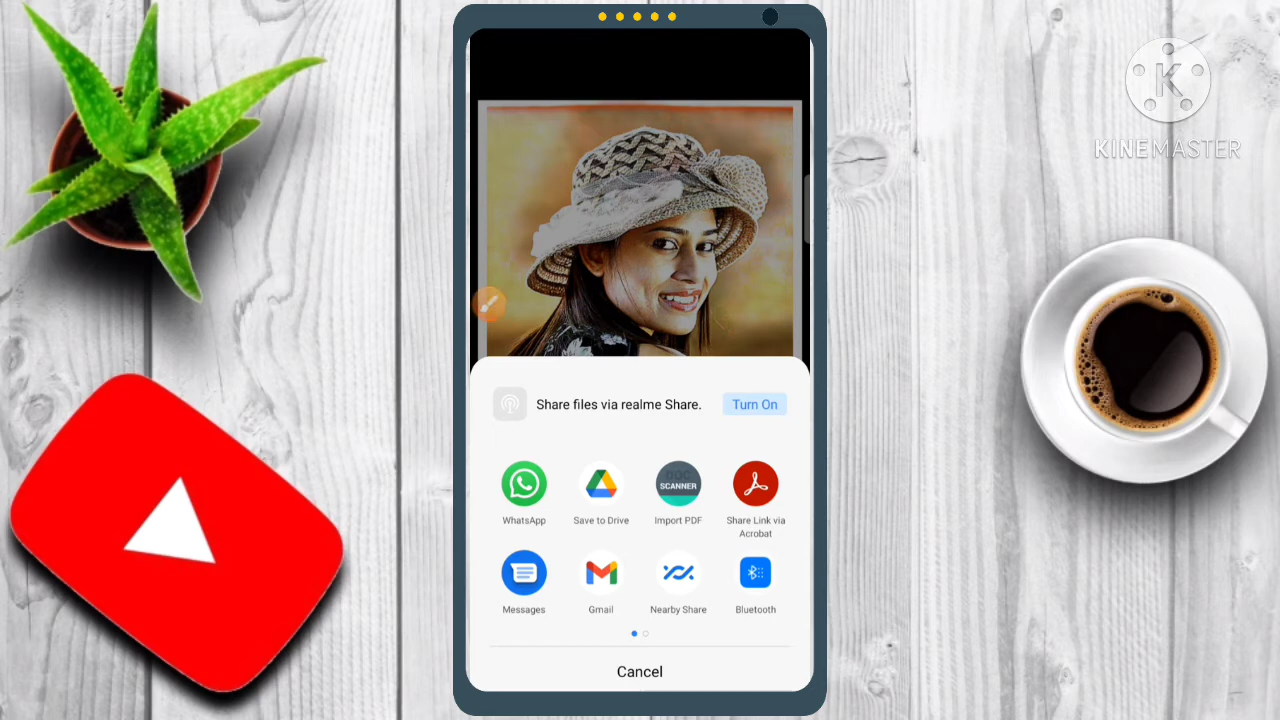 KINEMASTER
Share files via realme Share.
Turn On
SCANNER
WhatsApp
Save to Drive
Import PDF
Share Link via
Acrobat
Messages
Gmail
Nearby Share
Bluetooth
Cancel